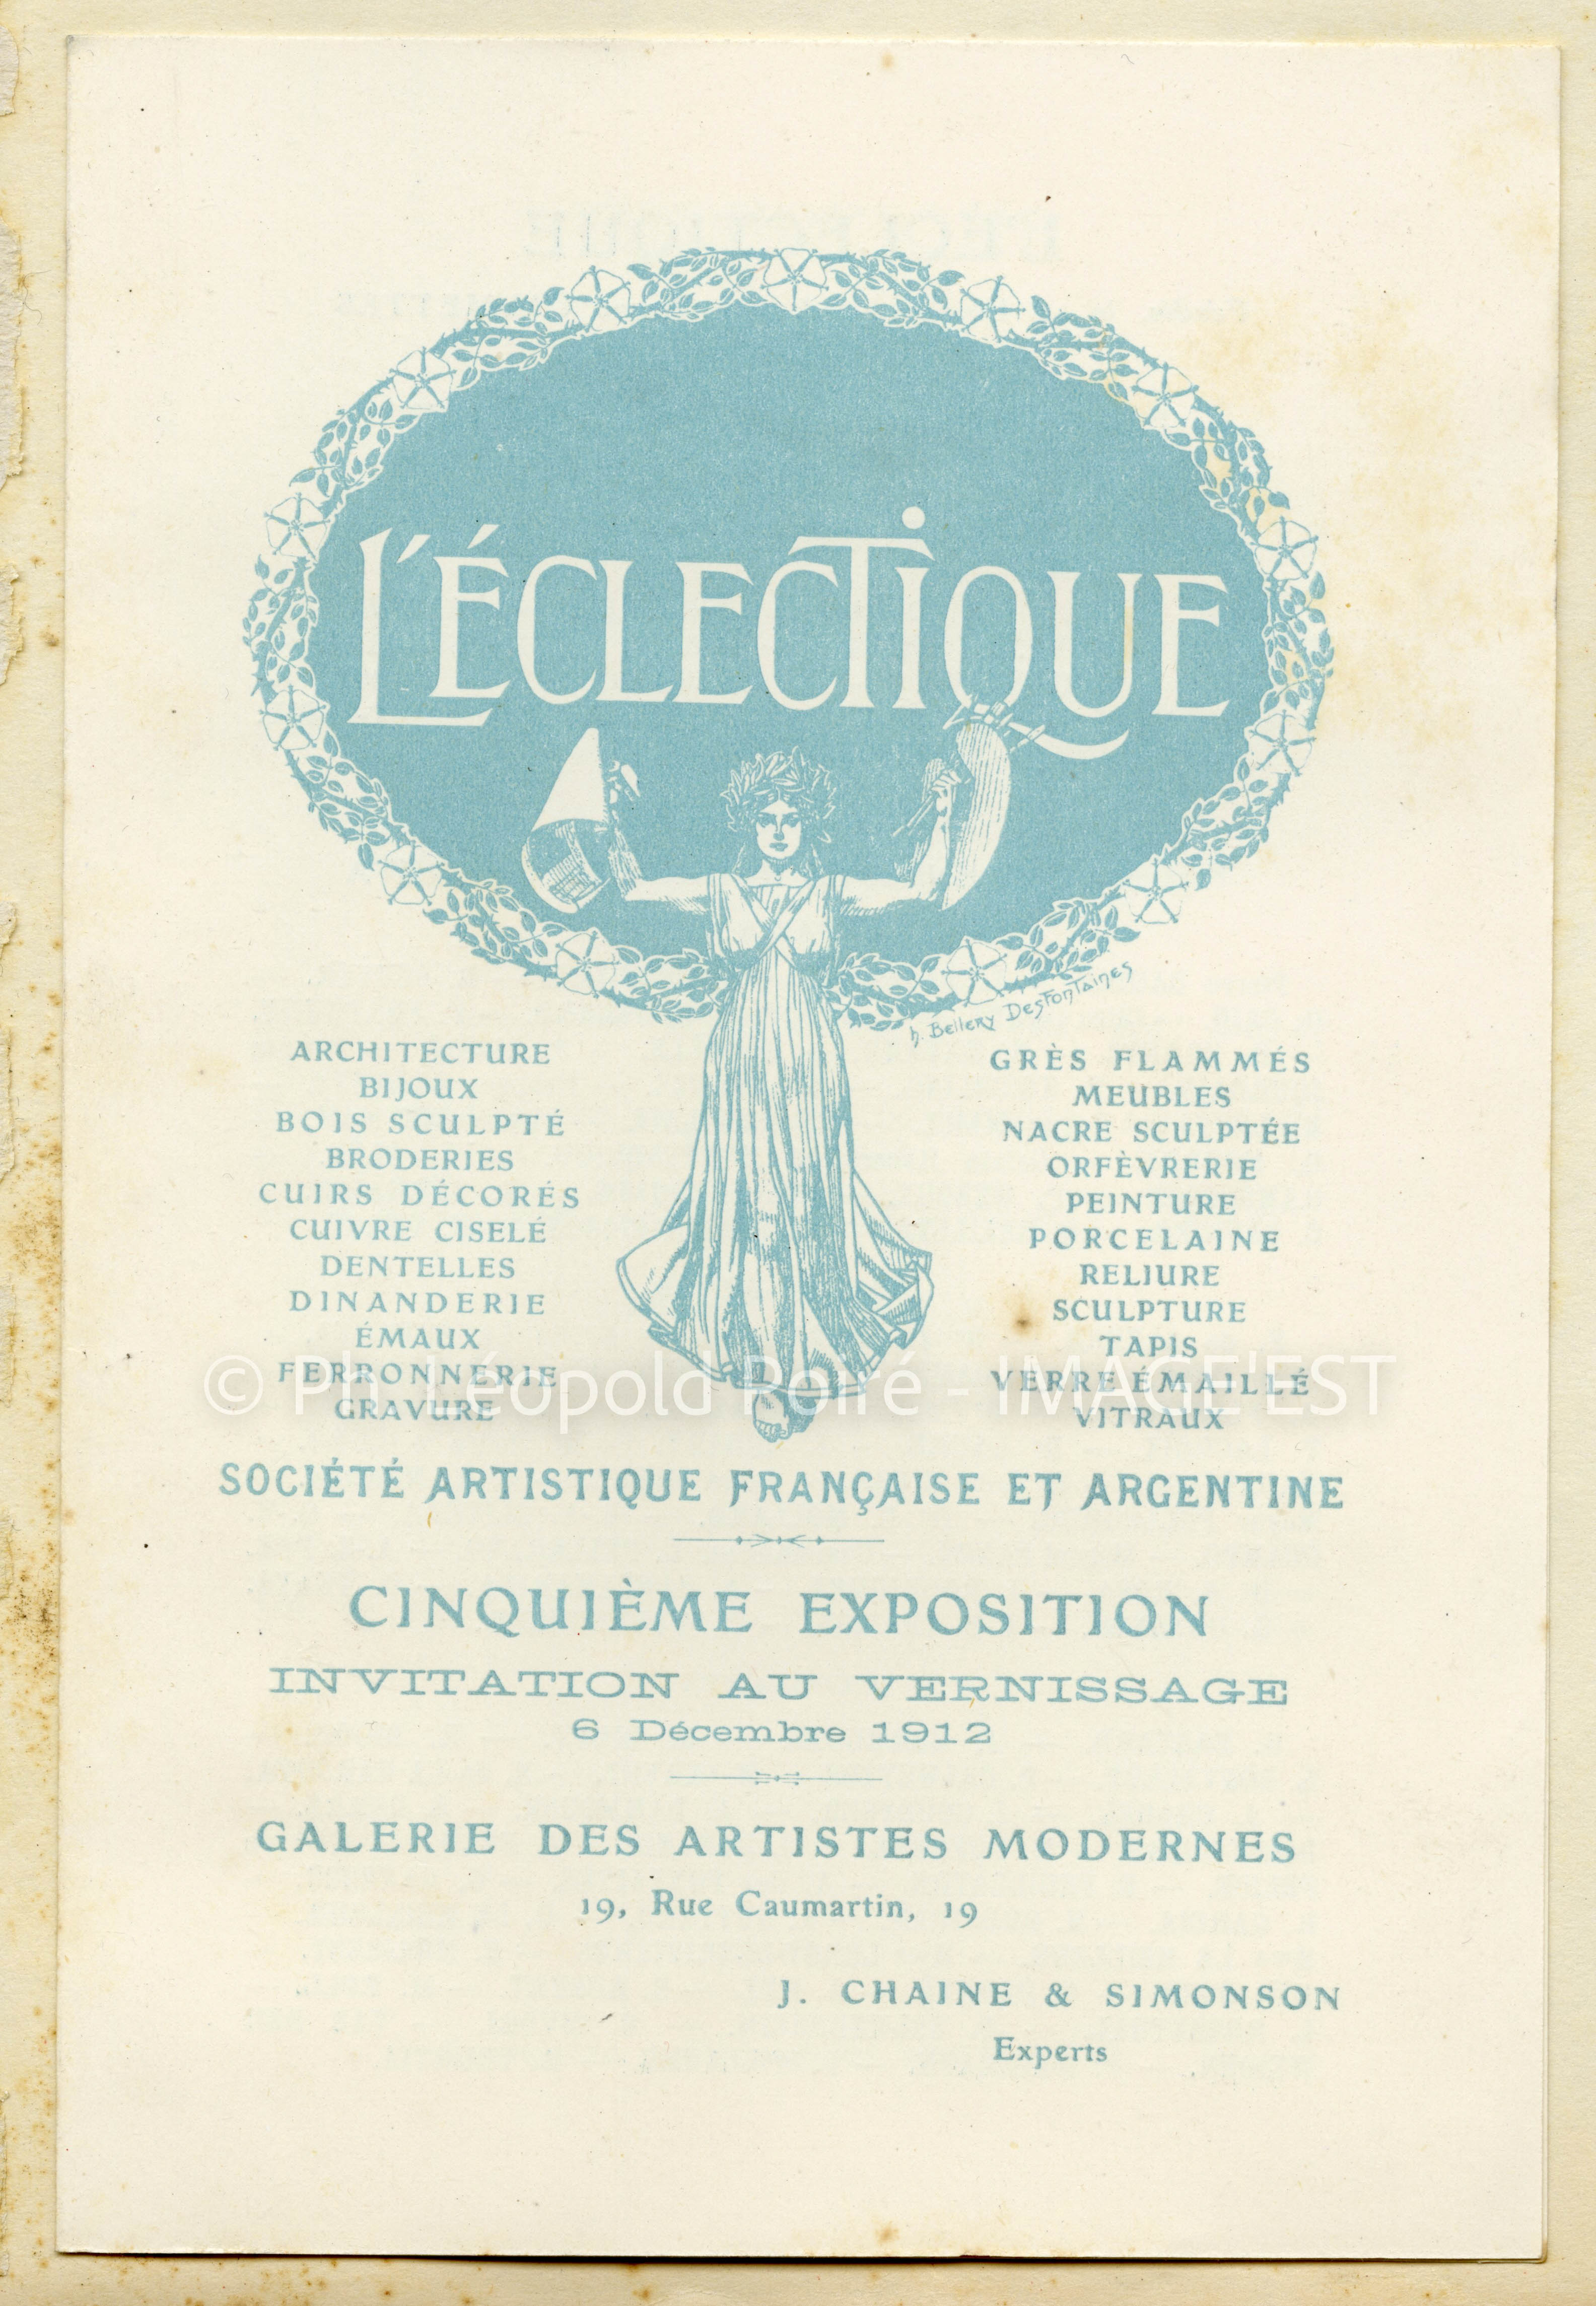 L'ÉCLECTIQUE
h. Bellery Desfontaines
ARCHITECTURE
BIJOUX
BOIS SCULPTÉ
BRODERIES
CUIRS DÉCORÉS
CUIVRE CISELÉ
DENTELLES
DINANDERIE
ÉMAUX
FERRONNERIE
GRAVURE
GRÈS FLAMMÉS
MEUBLES
NACRE SCULPTÉE
ORFÈVRERIE
PEINTURE
PORCELAINE
RELIURE
SCULPTURE
TAPIS
VERRE ÉMAILLÉ
VITRAUX
© Ph. Léopold Poiré - IMAGE'EST
SOCIÉTÉ ARTISTIQUE FRANÇAISE ET ARGENTINE
CINQUIÈME EXPOSITION
INVITATION AU VERNISSAGE
6 Décembre 1912
GALERIE DES ARTISTES MODERNES
19, Rue Caumartin, 19
J. CHAINE & SIMONSON
Experts